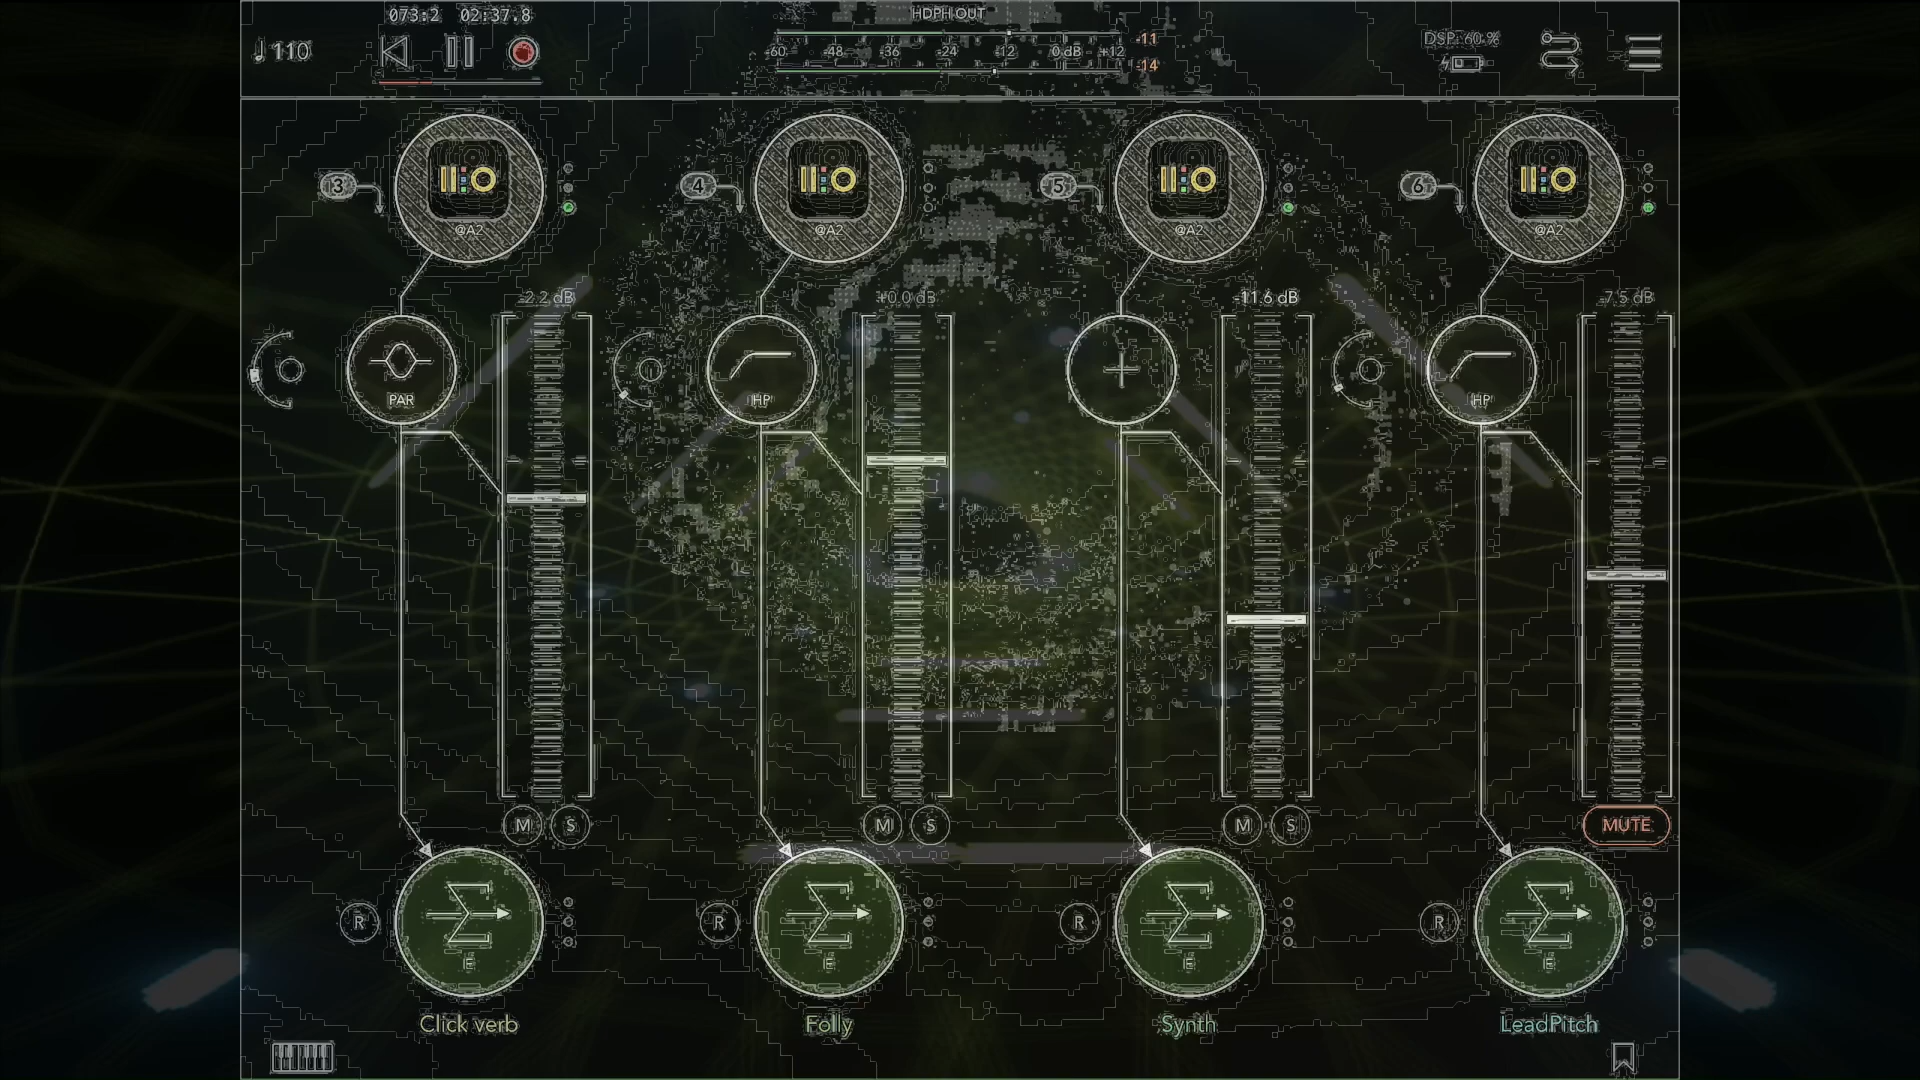 073:2 02:37.8
HDPH OUT
110
-60 -48 -36 -24 -12 0dB +12
-11
-14
DSP: 60 %
3
@A2
4
@A2
5
@A2
6
@A2
-2.2 dB
+0.0 dB
-11.6 dB
-7.5 dB
PAR
HP
HP
M S
M S
M S
MUTE
R
E
R
E
R
E
R
E
Click verb
Folly
Synth
LeadPitch